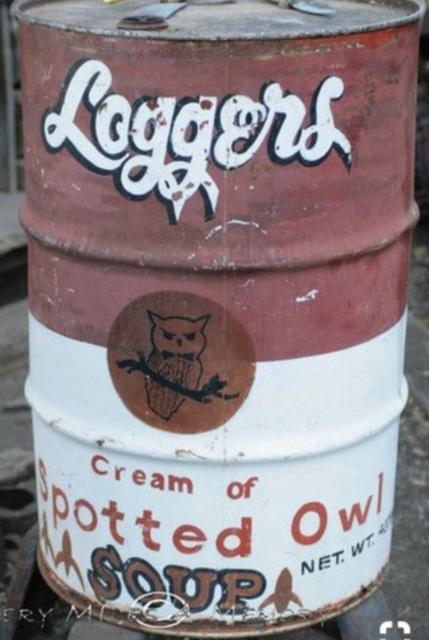 Loggers
Cream of
Spotted Owl
SOUP
NET. WT.